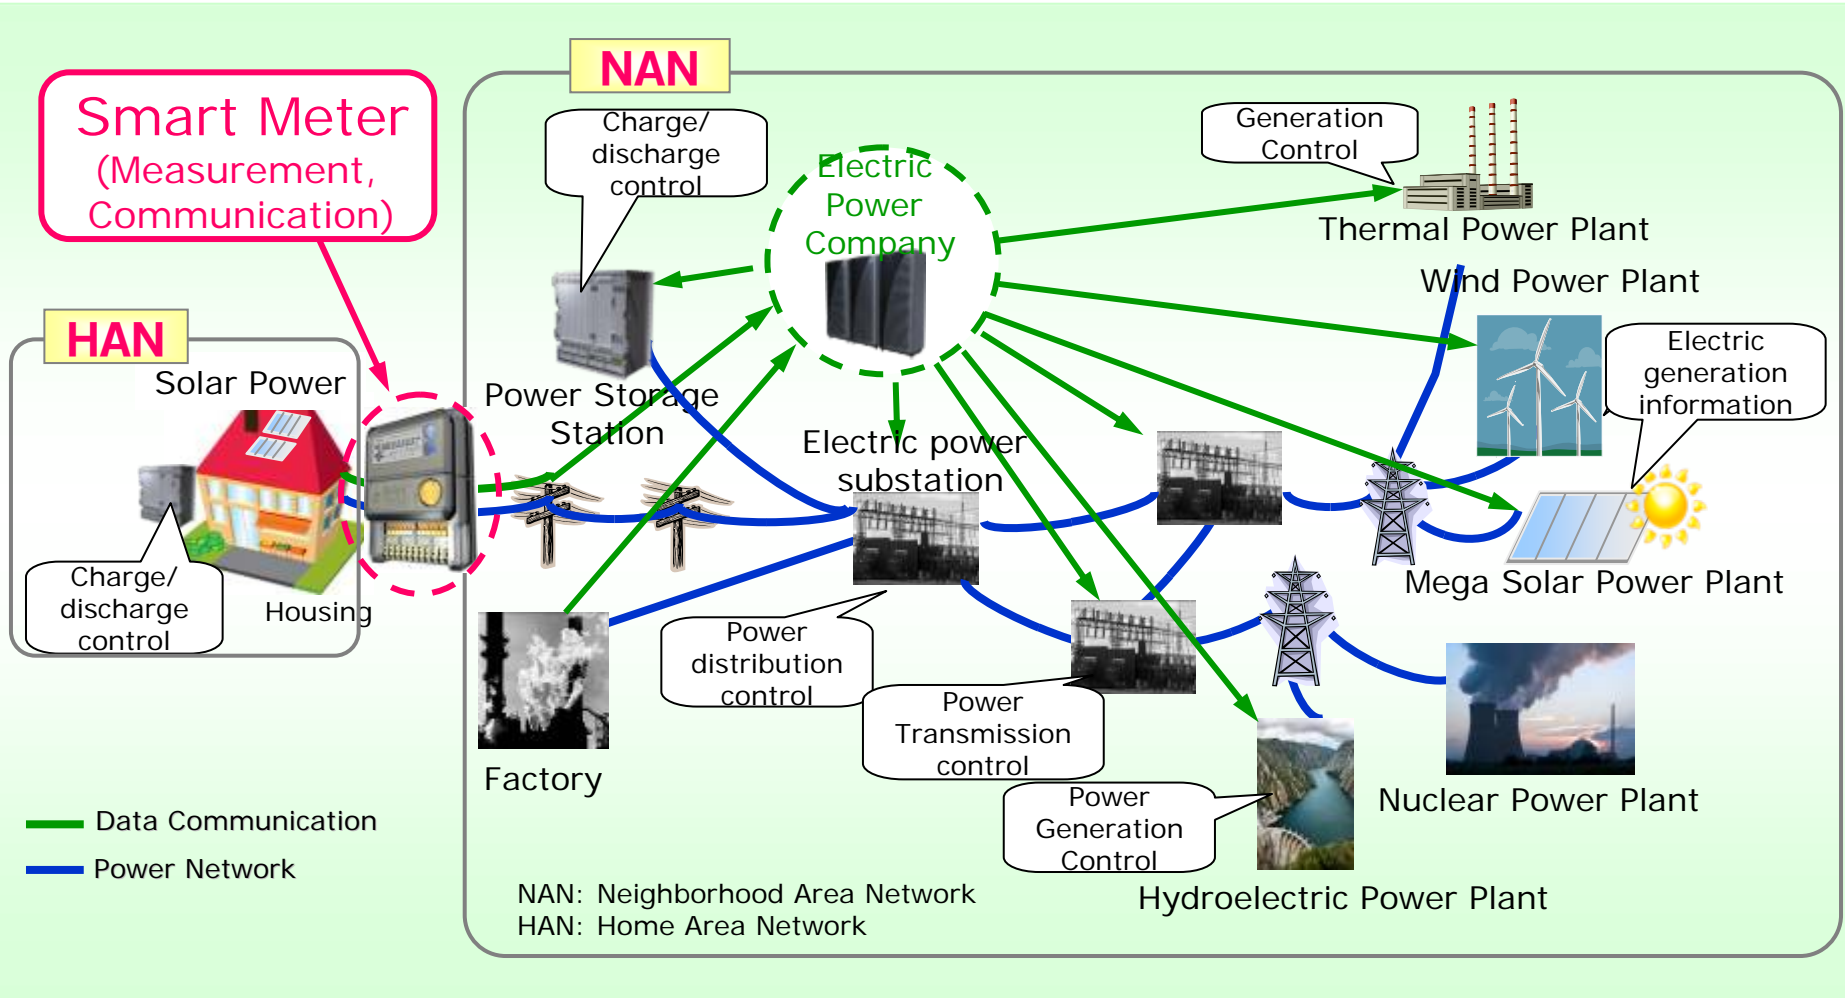 NAN
Smart Meter
(Measurement,
Communication)
Charge/
discharge
control
Electric
Power
Company
Generation
Control
Thermal Power Plant
Wind Power Plant
HAN
Solar Power
Electric
generation
information
Power Storage
Station
Electric power
substation
Charge/
discharge
control
Housing
Mega Solar Power Plant
Power
distribution
control
Power
Transmission
control
Factory
Power
Generation
Control
Nuclear Power Plant
Hydroelectric Power Plant
Data Communication
Power Network
NAN: Neighborhood Area Network
HAN: Home Area Network